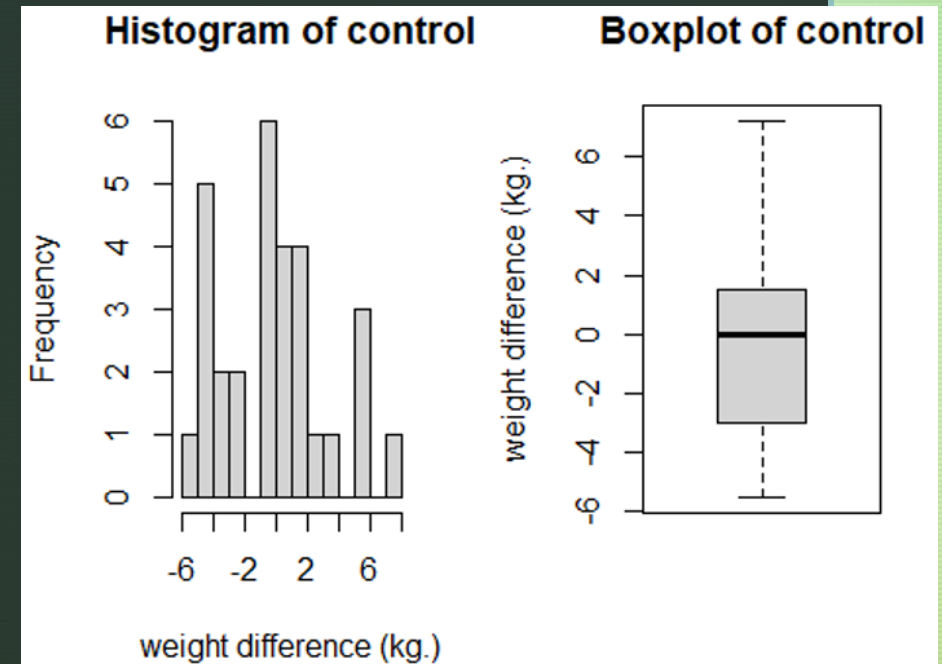 Histogram of control
Frequency
0 1 2 3 4 5 6
-6 -2 2 6
weight difference (kg.)
Boxplot of control
weight difference (kg.)
-6 -4 -2 0 2 4 6